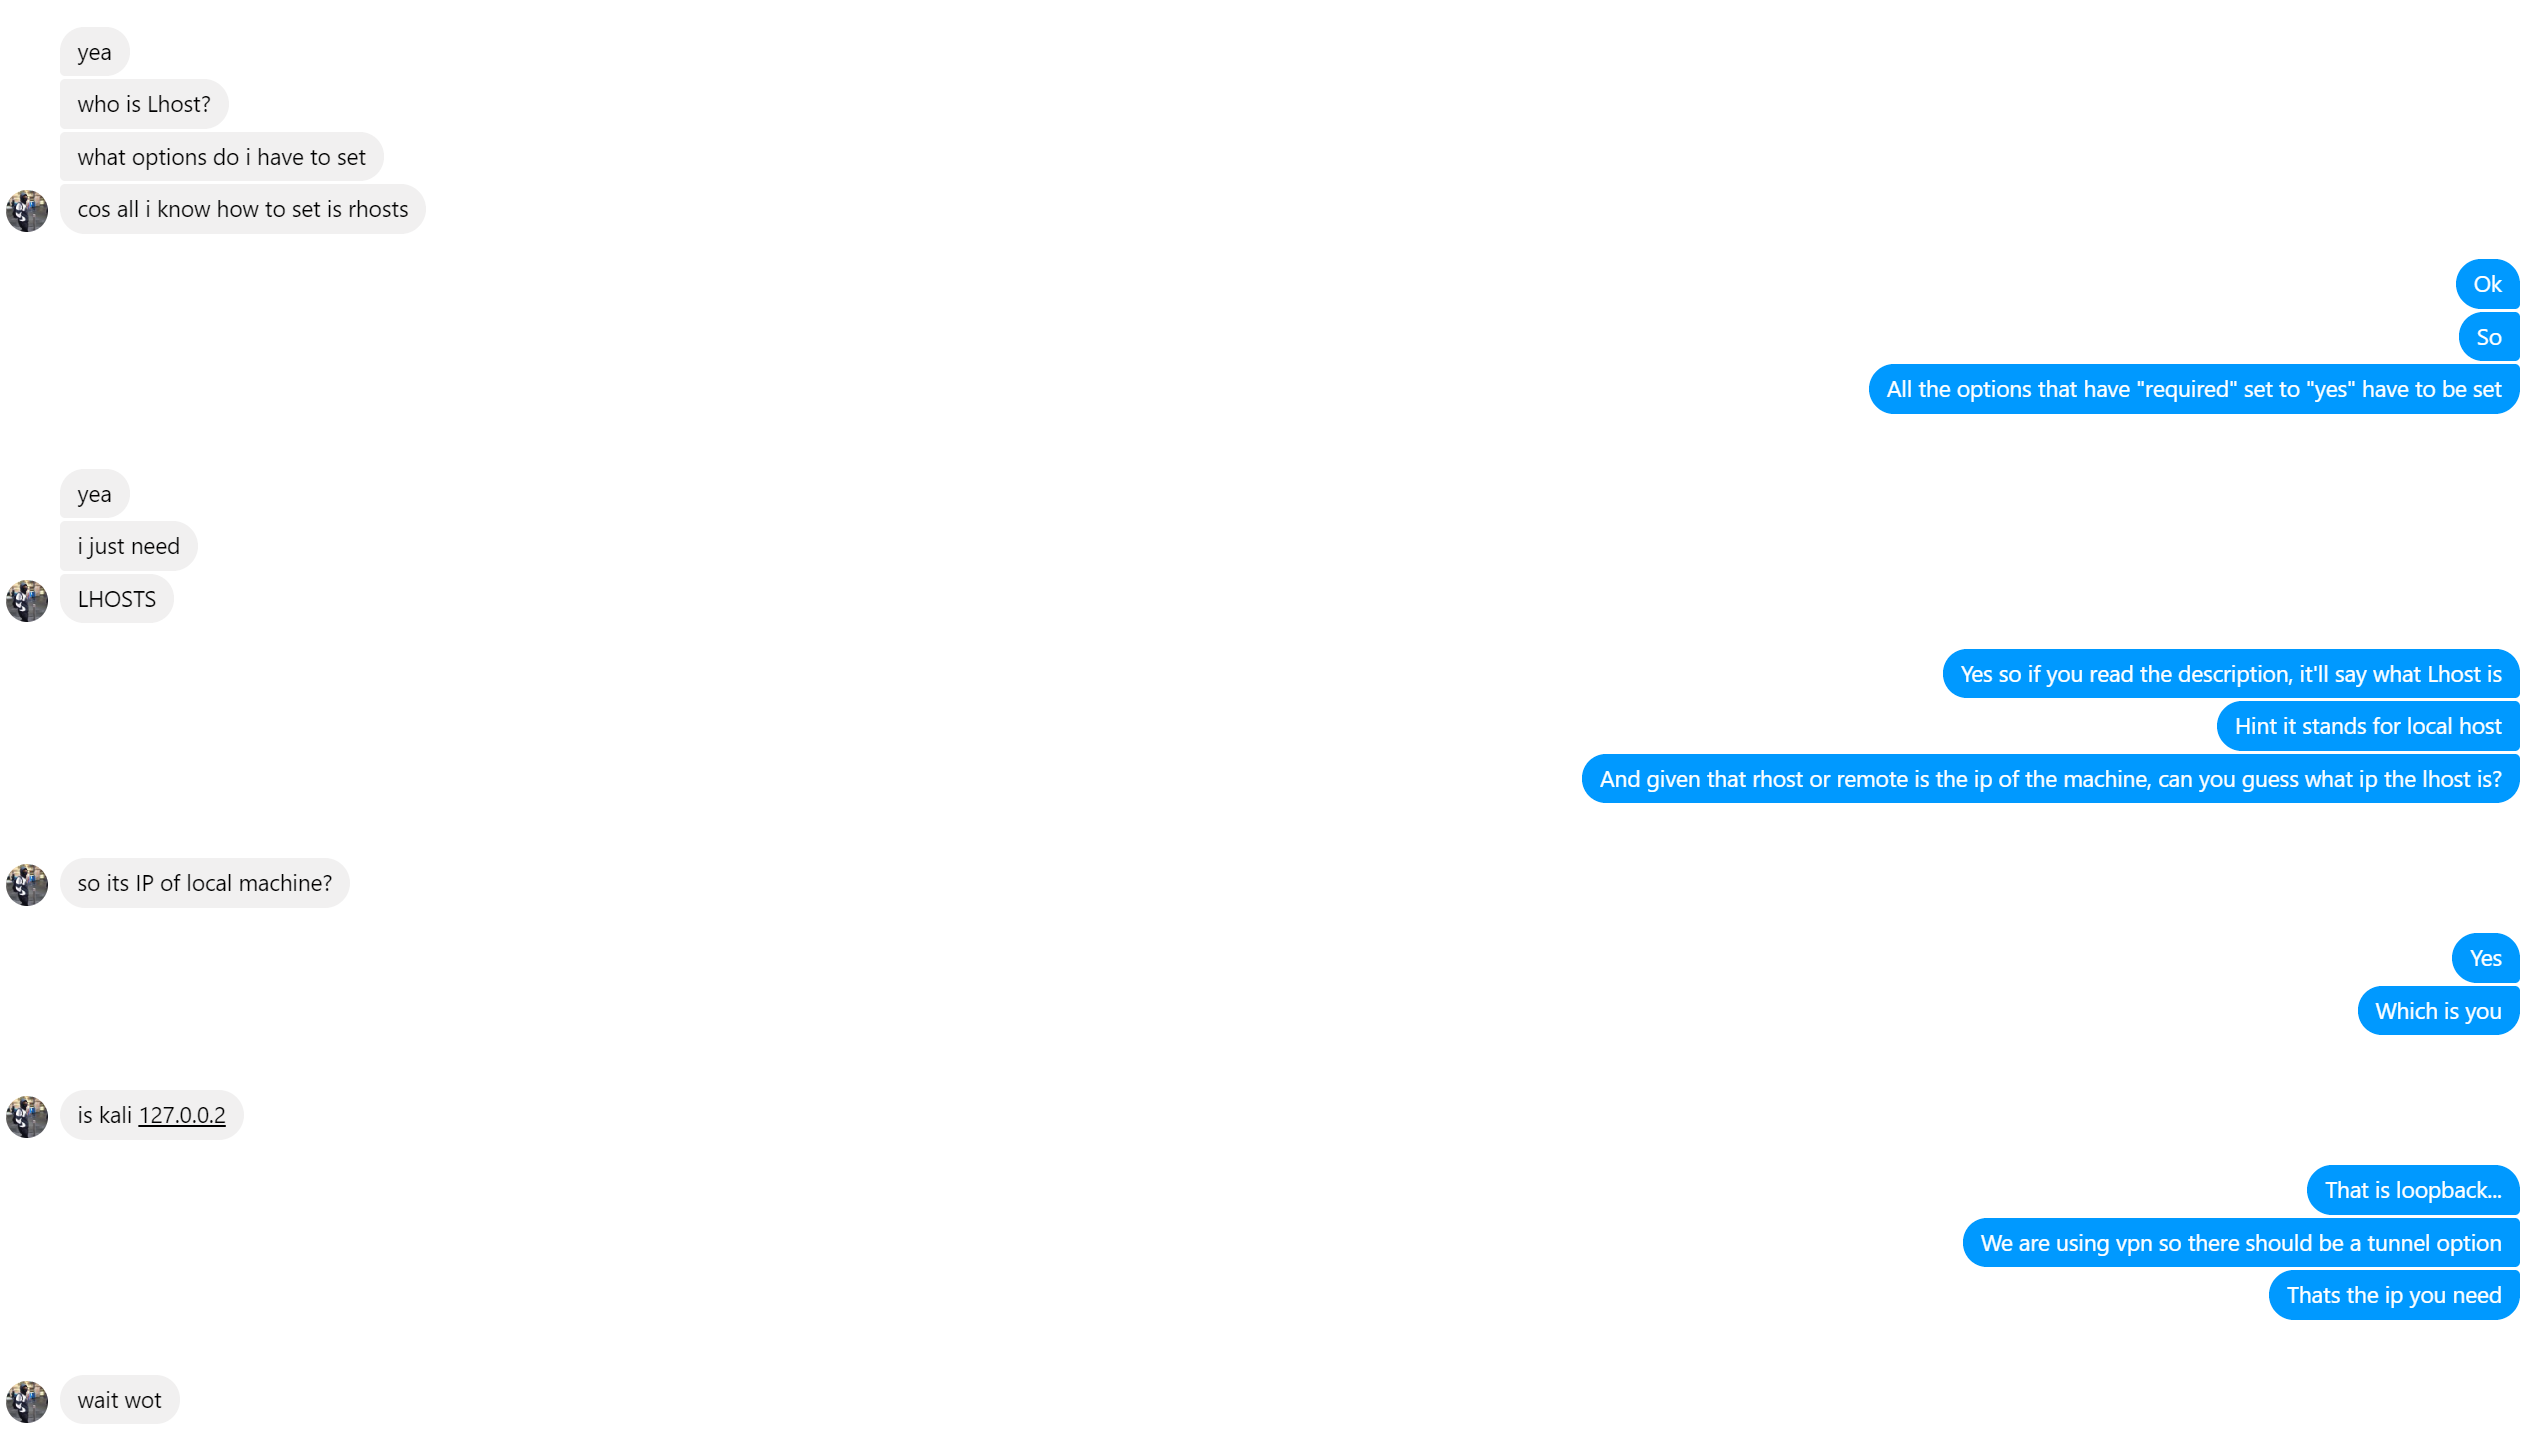 yea
who is Lhost?
what options do i have to set
cos all i know how to set is rhosts
Ok
So
All the options that have "required" set to "yes" have to be set
yea
i just need
LHOSTS
Yes so if you read the description, it'll say what Lhost is
Hint it stands for local host
And given that rhost or remote is the ip of the machine, can you guess what ip the lhost is?
so its IP of local machine?
Yes
Which is you
is kali 127.0.0.2
That is loopback...
We are using vpn so there should be a tunnel option
Thats the ip you need
wait wot